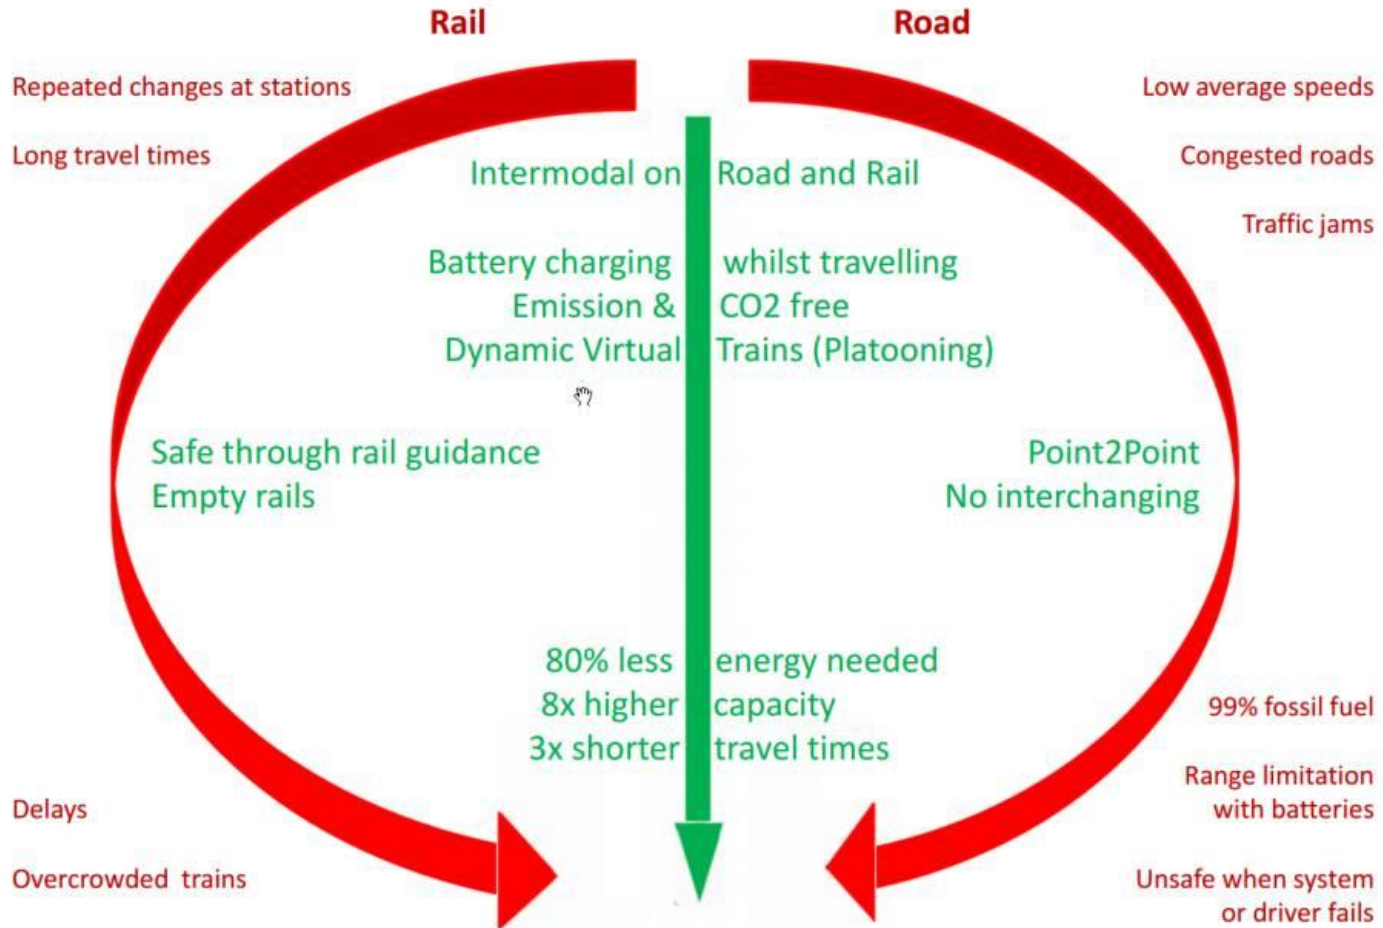 Rail
Road
Repeated changes at stations
Long travel times
Low average speeds
Congested roads
Traffic jams
Intermodal on Road and Rail
Battery charging whilst travelling
Emission & CO2 free
Dynamic Virtual Trains (Platooning)
Safe through rail guidance
Empty rails
Point2Point
No interchanging
80% less energy needed
8x higher capacity
3x shorter travel times
Delays
Overcrowded trains
99% fossil fuel
Range limitation
with batteries
Unsafe when system
or driver fails